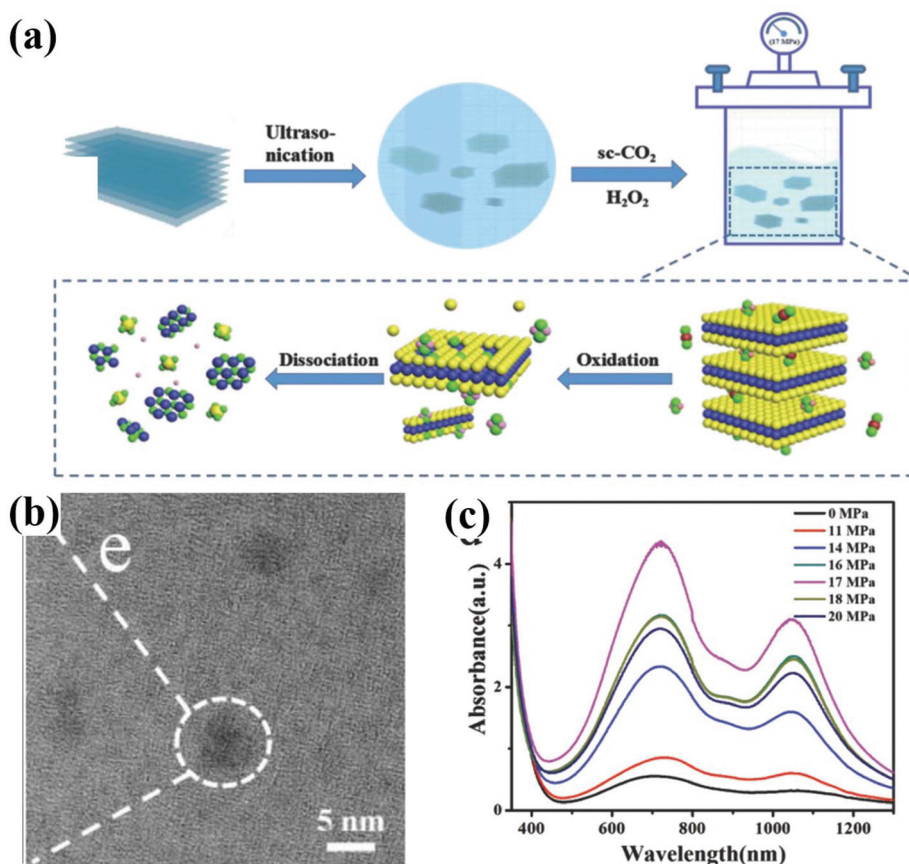 (a)
(17 MPa)
Ultraso-
nication
sc-CO₂
H₂O₂
Dissociation
Oxidation
(b)
e
5 nm
(c)
Absorbance(a.u.)
4
2
0
0 MPa
11 MPa
14 MPa
16 MPa
17 MPa
18 MPa
20 MPa
400
600
800
1000
1200
Wavelength(nm)